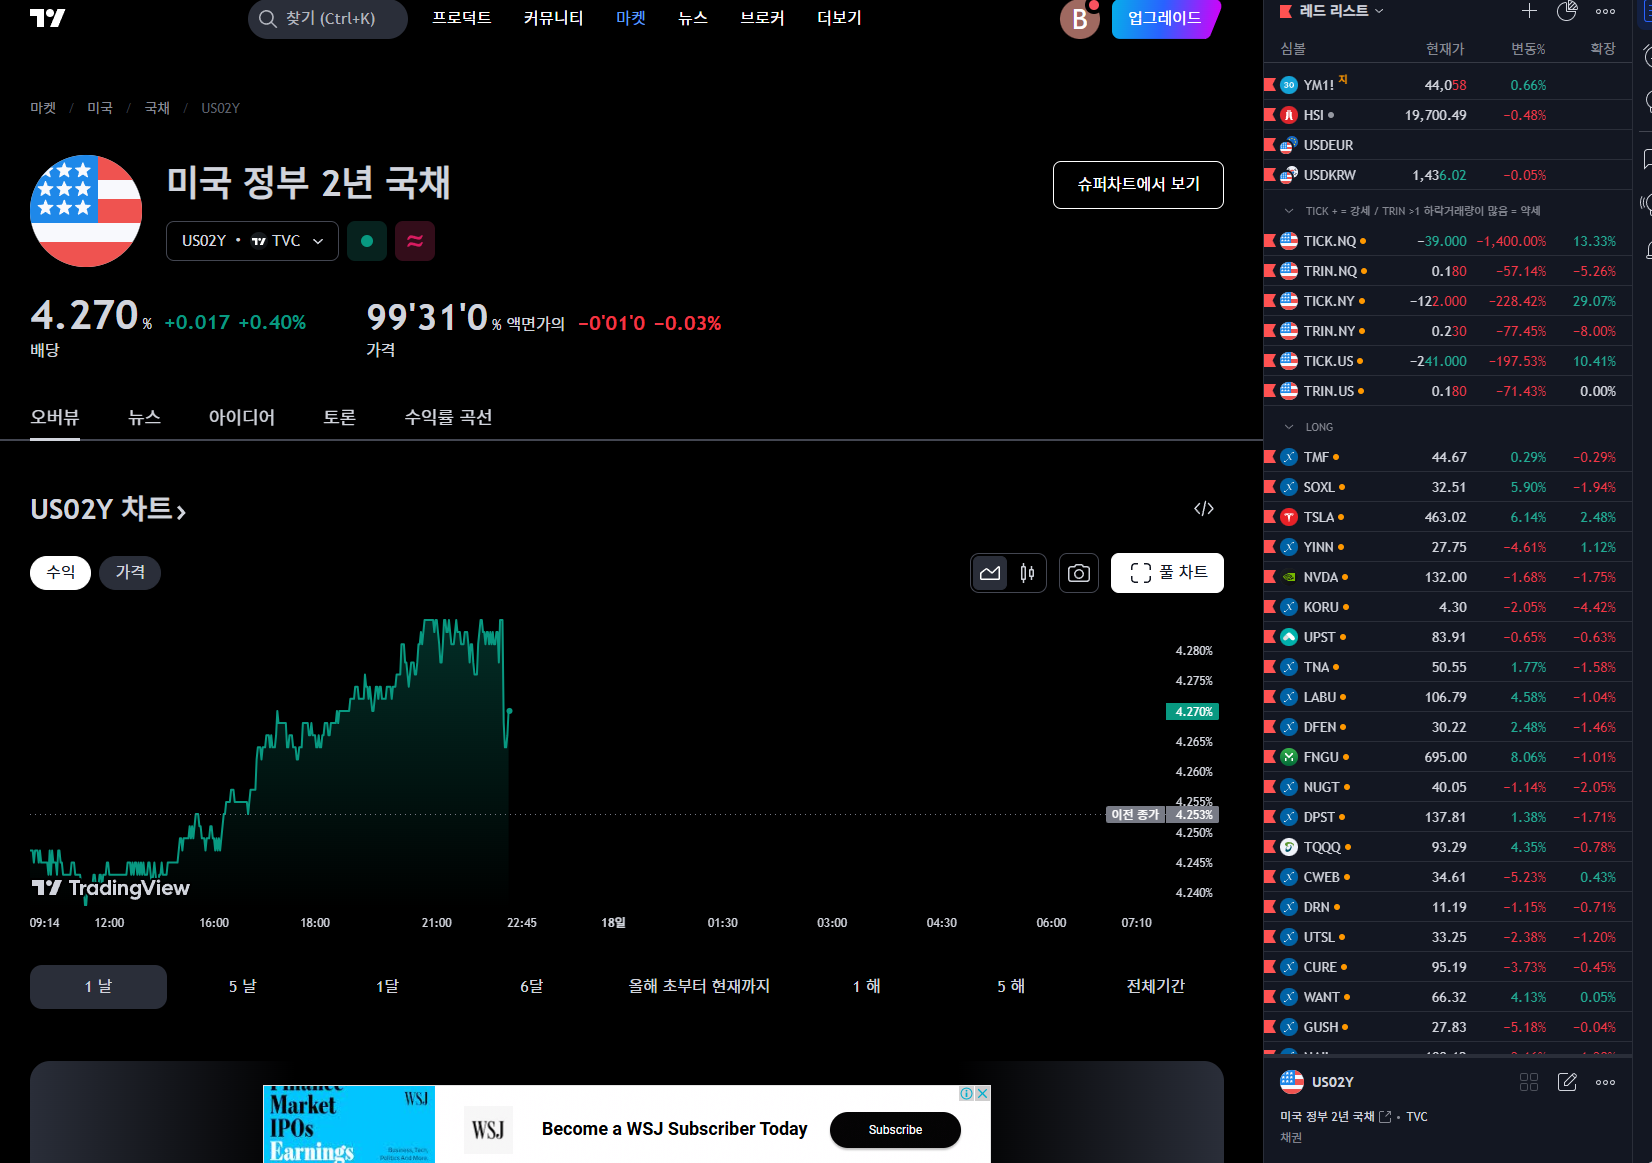 찾기 (Ctrl+K)
프로덕트 커뮤니티 마켓 뉴스 브로커 더보기
B
업그레이드
마켓 / 미국 / 국채 / US02Y
미국 정부 2년 국채
US02Y • TVC
슈퍼차트에서 보기
4.270 % +0.017 +0.40%
배당
99'31'0 % 액면가의 −0'01'0 −0.03%
가격
오버뷰 뉴스 아이디어 토론 수익률 곡선
US02Y 차트
수익 가격
풀 차트
4.280%
4.275%
4.270%
4.265%
4.260%
4.255%
이전 종가 4.253%
4.250%
4.245%
4.240%
TradingView
09:14 12:00 16:00 18:00 21:00 22:45 18일 01:30 03:00 04:30 06:00 07:10
1 날 5 날 1달 6달 올해 초부터 현재까지 1 해 5 해 전체기간
Finance
Market
IPOs
Earnings
WSJ
WSJ
Become a WSJ Subscriber Today
Subscribe
레드 리스트
심볼 현재가 변동% 확장
30 YM1! 지 44,058 0.66%
HSI 19,700.49 −0.48%
USDEUR
USDKRW 1,436.02 −0.05%
TICK + = 강세 / TRIN >1 하락거래량이 많음 = 약세
TICK.NQ −39.000 −1,400.00% 13.33%
TRIN.NQ 0.180 −57.14% −5.26%
TICK.NY −122.000 −228.42% 29.07%
TRIN.NY 0.230 −77.45% −8.00%
TICK.US −241.000 −197.53% 10.41%
TRIN.US 0.180 −71.43% 0.00%
LONG
TMF 44.67 0.29% −0.29%
SOXL 32.51 5.90% −1.94%
TSLA 463.02 6.14% 2.48%
YINN 27.75 −4.61% 1.12%
NVDA 132.00 −1.68% −1.75%
KORU 4.30 −2.05% −4.42%
UPST 83.91 −0.65% −0.63%
TNA 50.55 1.77% −1.58%
LABU 106.79 4.58% −1.04%
DFEN 30.22 2.48% −1.46%
FNGU 695.00 8.06% −1.01%
NUGT 40.05 −1.14% −2.05%
DPST 137.81 1.38% −1.71%
TQQQ 93.29 4.35% −0.78%
CWEB 34.61 −5.23% 0.43%
DRN 11.19 −1.15% −0.71%
UTSL 33.25 −2.38% −1.20%
CURE 95.19 −3.73% −0.45%
WANT 66.32 4.13% 0.05%
GUSH 27.83 −5.18% −0.04%
US02Y
미국 정부 2년 국채 • TVC
채권